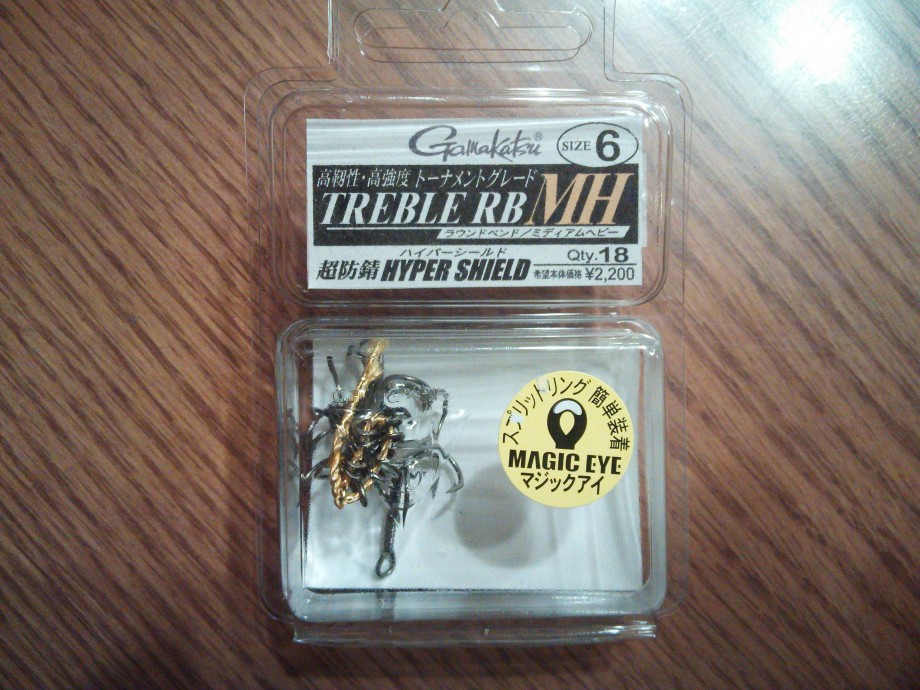 Gamakatsu®
SIZE 6
高靭性・高強度 トーナメントグレード
TREBLE RB MH
ラウンドベンド/ミディアムヘビー
ハイパーシールド
超防錆 HYPER SHIELD
Qty.18
希望本体価格 ¥2,200
スプリットリング 簡単装着
MAGIC EYE
マジックアイ